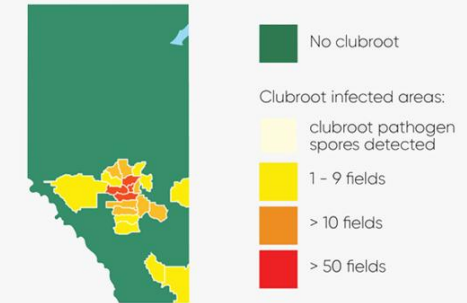 No clubroot
Clubroot infected areas:
clubroot pathogen
spores detected
1 - 9 fields
> 10 fields
> 50 fields